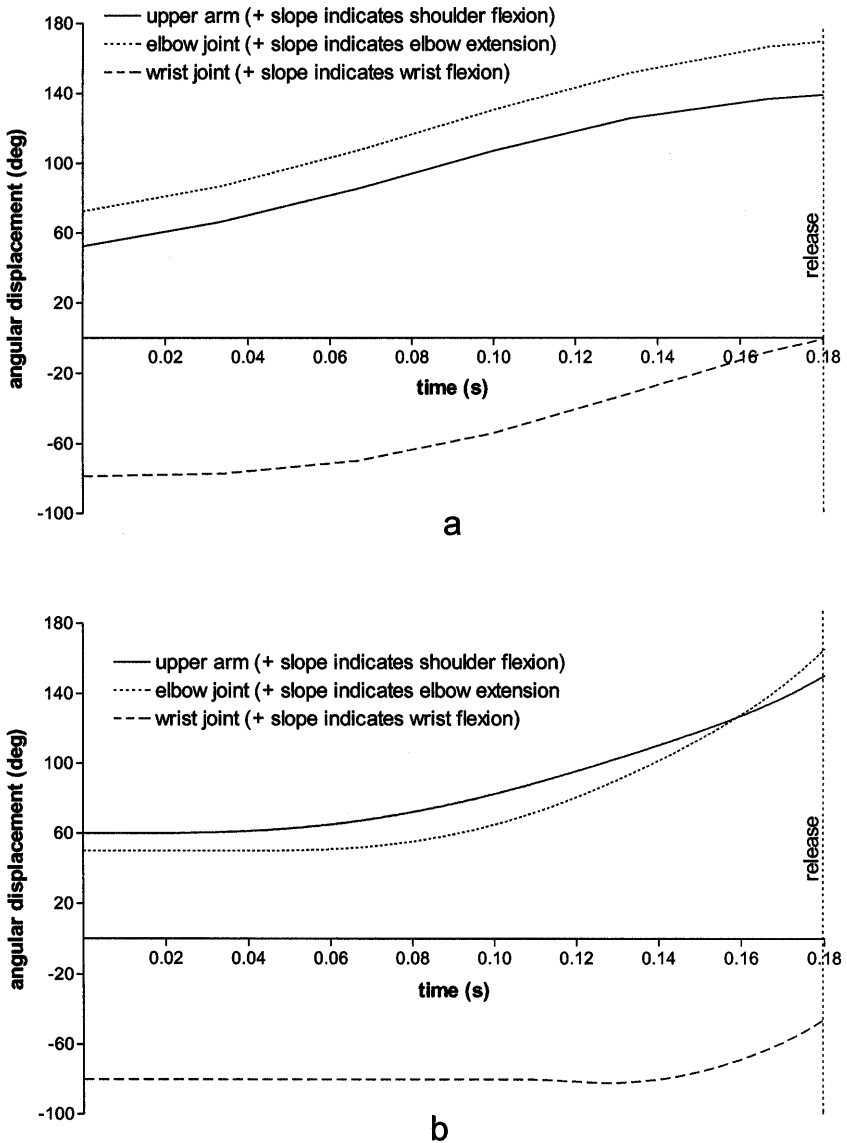 upper arm (+ slope indicates shoulder flexion)
elbow joint (+ slope indicates elbow extension)
wrist joint (+ slope indicates wrist flexion)
180
140
100
60
20
-20
-60
-100
angular displacement (deg)
0.02 0.04 0.06 0.08 0.10 0.12 0.14 0.16 0.18
time (s)
release
a
180
140
100
60
20
-20
-60
-100
angular displacement (deg)
upper arm (+ slope indicates shoulder flexion)
elbow joint (+ slope indicates elbow extension
wrist joint (+ slope indicates wrist flexion)
0.02 0.04 0.06 0.08 0.10 0.12 0.14 0.16 0.18
time (s)
release
b